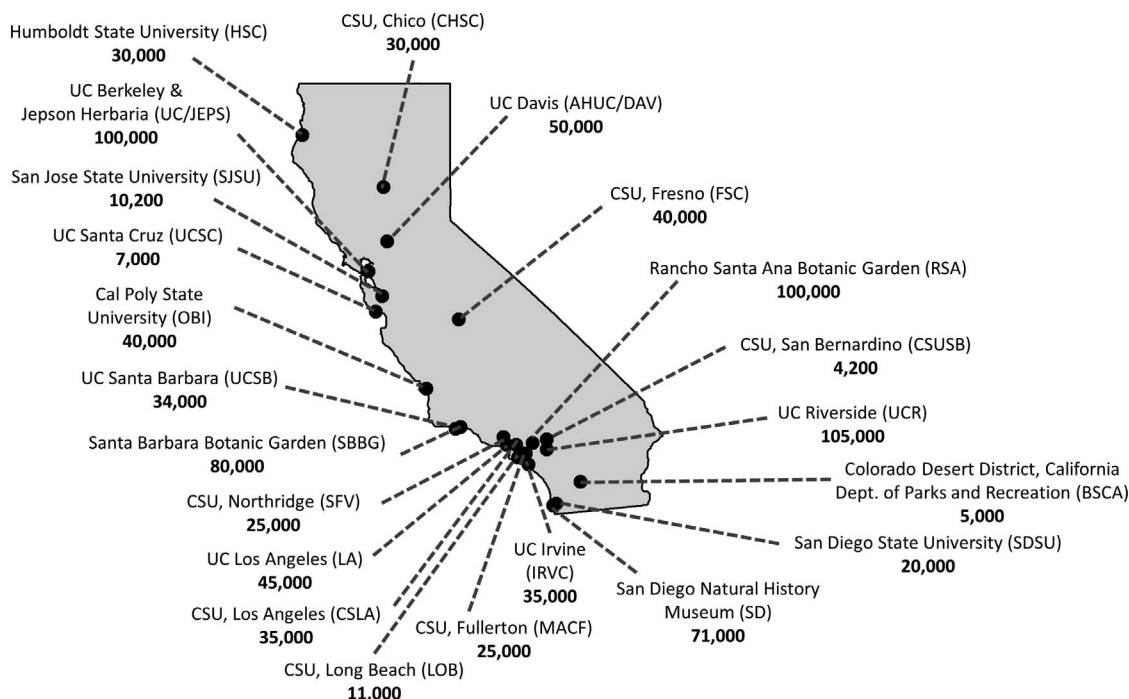 Humboldt State University (HSC)
30,000
CSU, Chico (CHSC)
30,000
UC Berkeley &
Jepson Herbaria (UC/JEPS)
100,000
UC Davis (AHUC/DAV)
50,000
San Jose State University (SJSU)
10,200
CSU, Fresno (FSC)
40,000
UC Santa Cruz (UCSC)
7,000
Rancho Santa Ana Botanic Garden (RSA)
100,000
Cal Poly State
University (OBI)
40,000
CSU, San Bernardino (CSUSB)
4,200
UC Santa Barbara (UCSB)
34,000
UC Riverside (UCR)
105,000
Santa Barbara Botanic Garden (SBBG)
80,000
Colorado Desert District, California
Dept. of Parks and Recreation (BSCA)
5,000
CSU, Northridge (SFV)
25,000
San Diego State University (SDSU)
20,000
UC Los Angeles (LA)
45,000
UC Irvine
(IRVC)
35,000
San Diego Natural History
Museum (SD)
71,000
CSU, Los Angeles (CSLA)
35,000
CSU, Fullerton (MACF)
25,000
CSU, Long Beach (LOB)
11,000